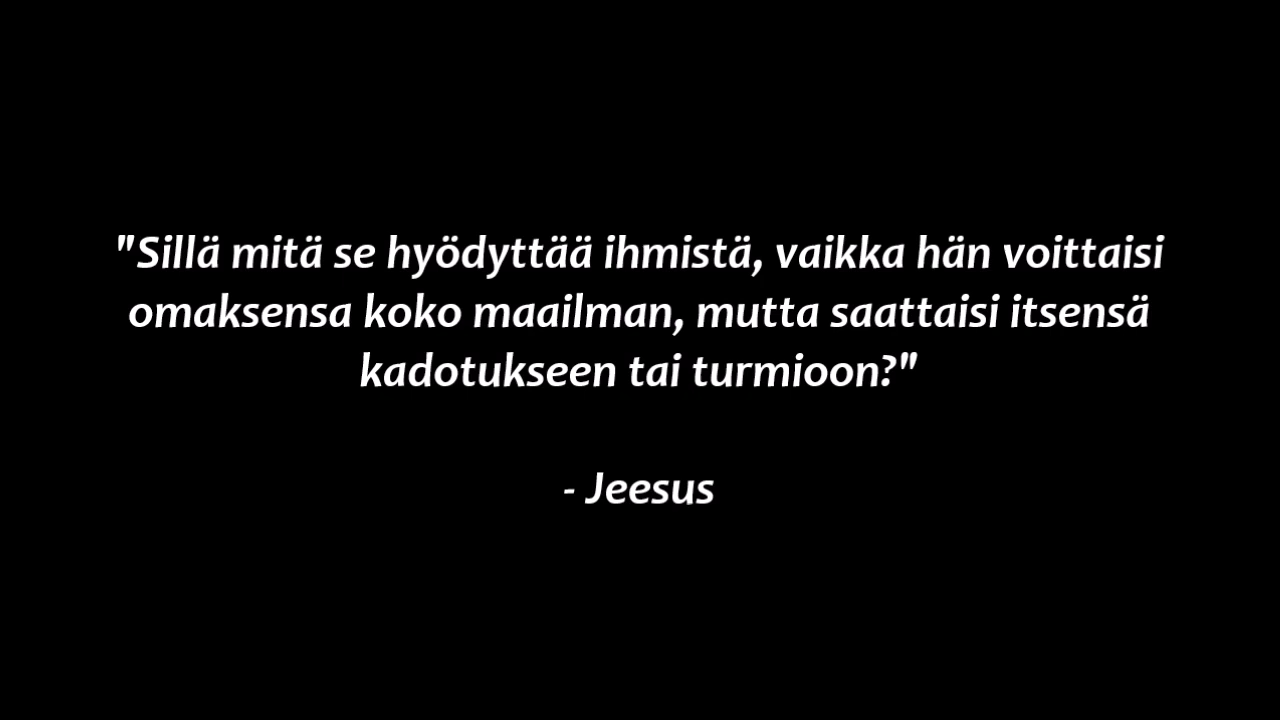 "Sillä mitä se hyödyttää ihmistä, vaikka hän voittaisi
omaksensa koko maailman, mutta saattaisi itsensä
kadotukseen tai turmioon?"
- Jeesus